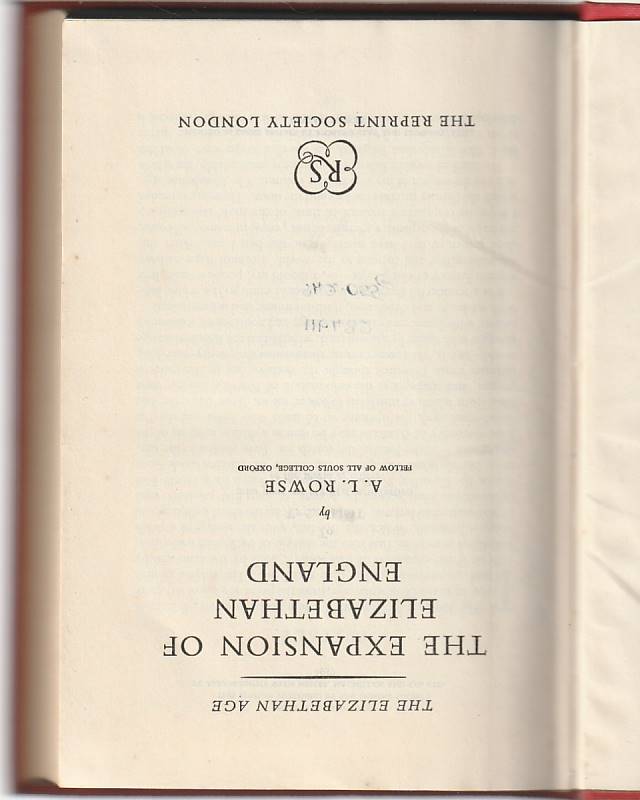 THE ELIZABETHAN AGE
THE EXPANSION OF
ELIZABETHAN
ENGLAND
by
A. L. ROWSE
FELLOW OF ALL SOULS COLLEGE, OXFORD
RS
THE REPRINT SOCIETY LONDON